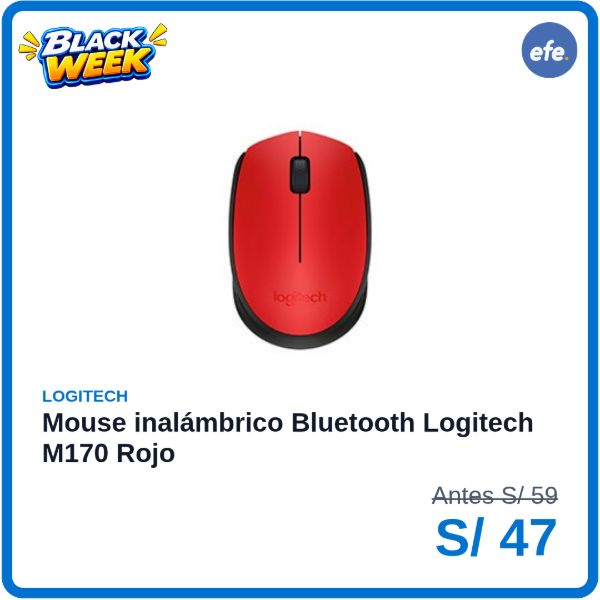 BLACK
WEEK
efe.
logitech
LOGITECH
Mouse inalámbrico Bluetooth Logitech
M170 Rojo
Antes S/ 59
S/ 47